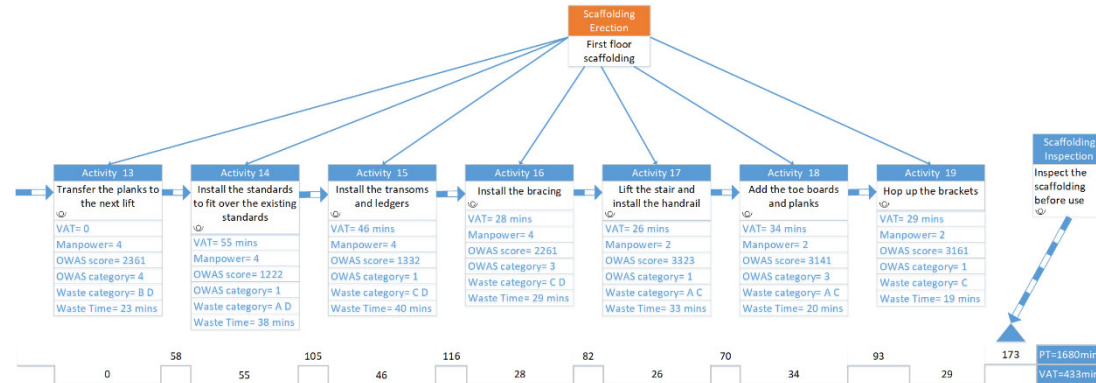 Scaffolding
Erection
First floor
scaffolding
Scaffolding
Inspection
Inspect the
scaffolding
before use
Activity 13
Transfer the planks to
the next lift
VAT= 0
Manpower= 4
OWAS score= 2361
OWAS category= 4
Waste category= B D
Waste Time= 23 mins
Activity 14
Install the standards
to fit over the existing
standards
VAT= 55 mins
Manpower= 4
OWAS score= 1222
OWAS category= 1
Waste category= A D
Waste Time= 38 mins
Activity 15
Install the transoms
and ledgers
VAT= 46 mins
Manpower= 4
OWAS score= 1332
OWAS category= 1
Waste category= C D
Waste Time= 40 mins
Activity 16
Install the bracing
VAT= 28 mins
Manpower= 4
OWAS score= 2261
OWAS category= 3
Waste category= C D
Waste Time= 29 mins
Activity 17
Lift the stair and
install the handrail
VAT= 26 mins
Manpower= 2
OWAS score= 3323
OWAS category= 1
Waste category= A C
Waste Time= 33 mins
Activity 18
Add the toe boards
and planks
VAT= 34 mins
Manpower= 2
OWAS score= 3141
OWAS category= 3
Waste category= A C
Waste Time= 20 mins
Activity 19
Hop up the brackets
VAT= 29 mins
Manpower= 2
OWAS score= 3161
OWAS category= 1
Waste category= C
Waste Time= 19 mins
58 105 116 82 70 93 173 PT=1680min
0 55 46 28 26 34 29 VAT=433min